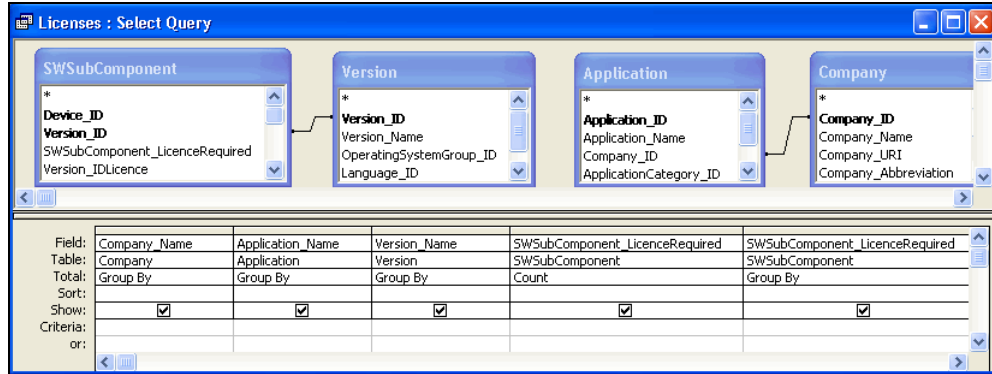 Licenses : Select Query
SWSubComponent
*
Device_ID
Version_ID
SWSubComponent_LicenceRequired
Version_IDLicence
Version
*
Version_ID
Version_Name
OperatingSystemGroup_ID
Language_ID
Application
*
Application_ID
Application_Name
Company_ID
ApplicationCategory_ID
Company
*
Company_ID
Company_Name
Company_URI
Company_Abbreviation
Field: Company_Name Application_Name Version_Name SWSubComponent_LicenceRequired SWSubComponent_LicenceRequired
Table: Company Application Version SWSubComponent SWSubComponent
Total: Group By Group By Group By Count Group By
Sort:
Show:
Criteria:
or: